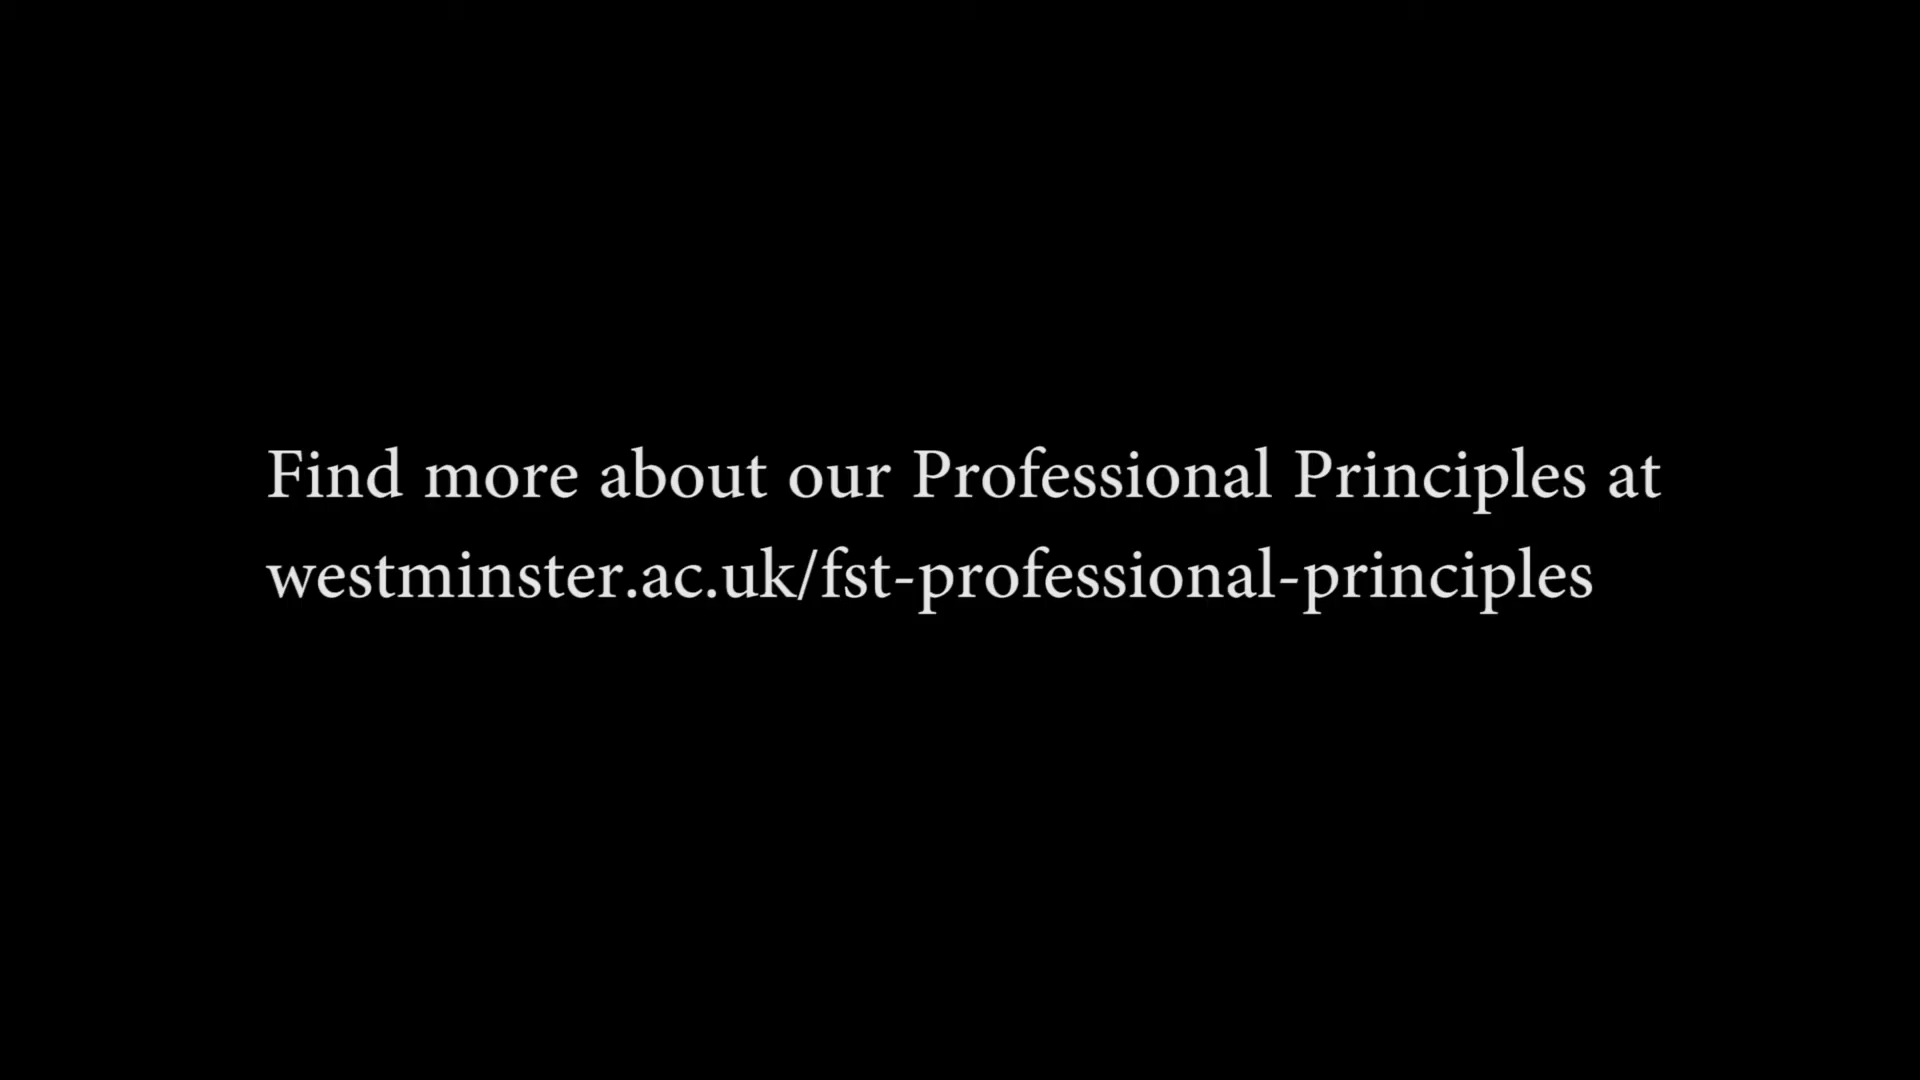 Find more about our Professional Principles at
westminster.ac.uk/fst-professional-principles